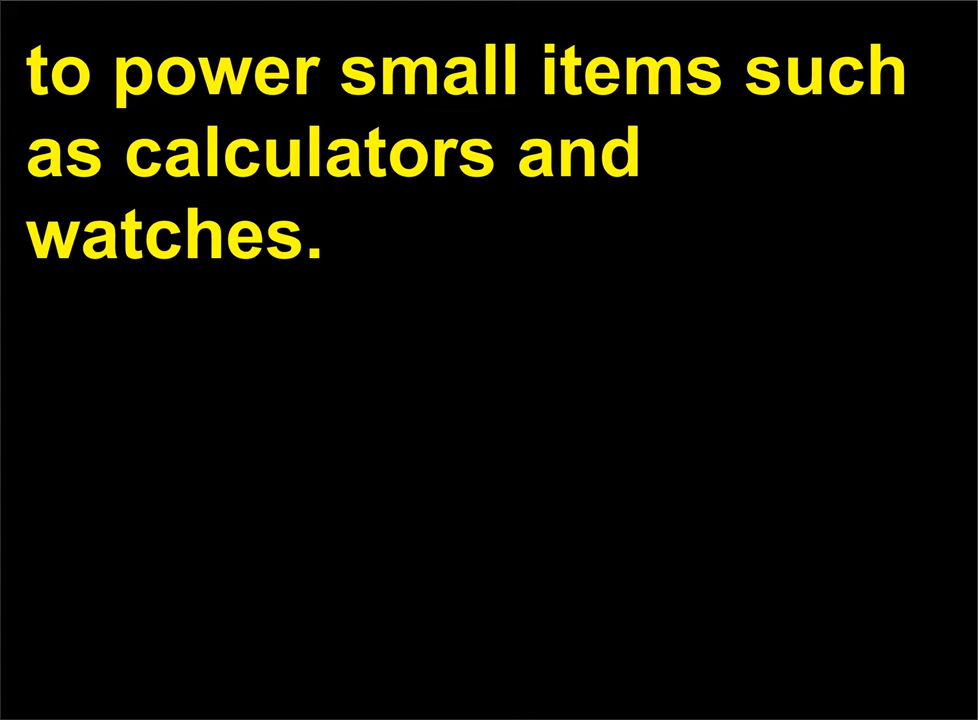 to power small items such
as calculators and
watches.